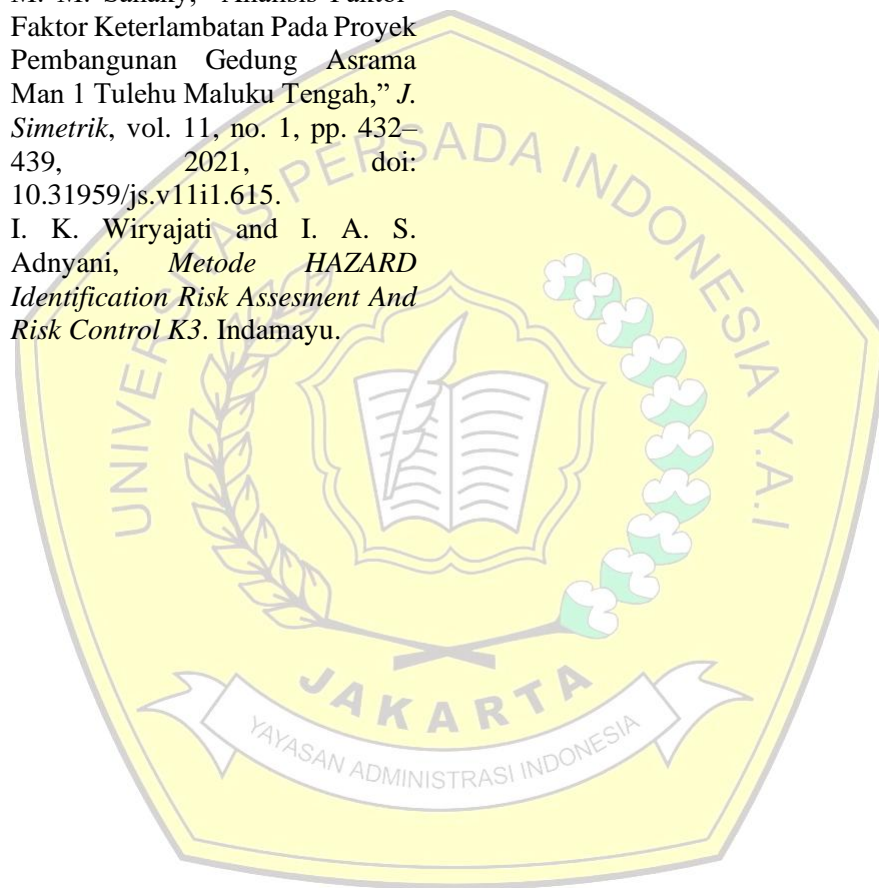 Faktor Keterlambatan Pada Proyek
Pembangunan Gedung Asrama
Man 1 Tulehu Maluku Tengah,” J.
Simetrik, vol. 11, no. 1, pp. 432–
439, 2021, doi:
10.31959/js.v11i1.615.
I. K. Wiryajati and I. A. S.
Adnyani, Metode HAZARD
Identification Risk Assesment And
Risk Control K3. Indamayu.
UNIVERSITAS PERSADA INDONESIA Y.A.I
JAKARTA
YAYASAN ADMINISTRASI INDONESIA